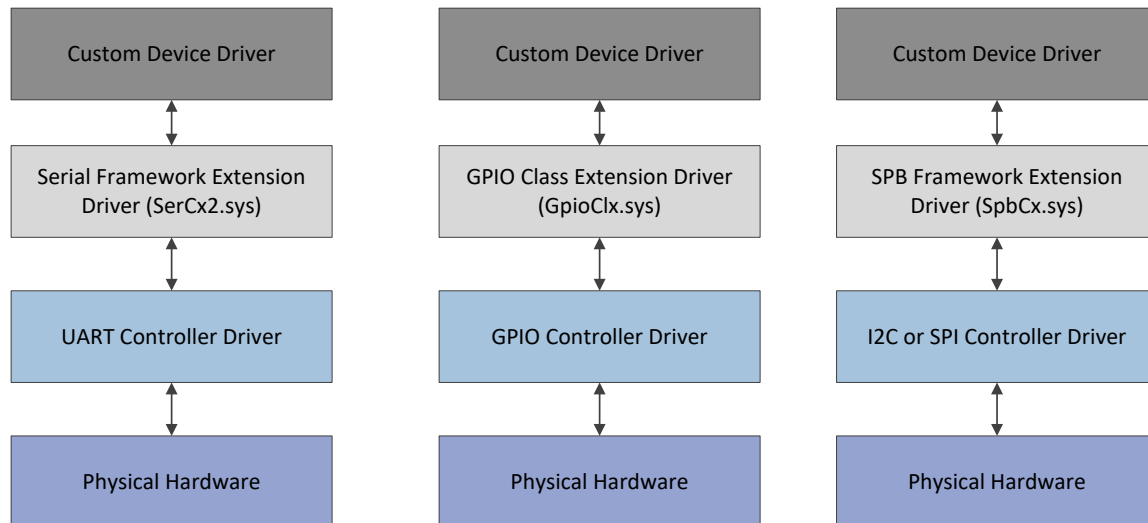 Custom Device Driver
Custom Device Driver
Custom Device Driver
Serial Framework Extension
Driver (SerCx2.sys)
GPIO Class Extension Driver
(GpioClx.sys)
SPB Framework Extension
Driver (SpbCx.sys)
UART Controller Driver
GPIO Controller Driver
I2C or SPI Controller Driver
Physical Hardware
Physical Hardware
Physical Hardware